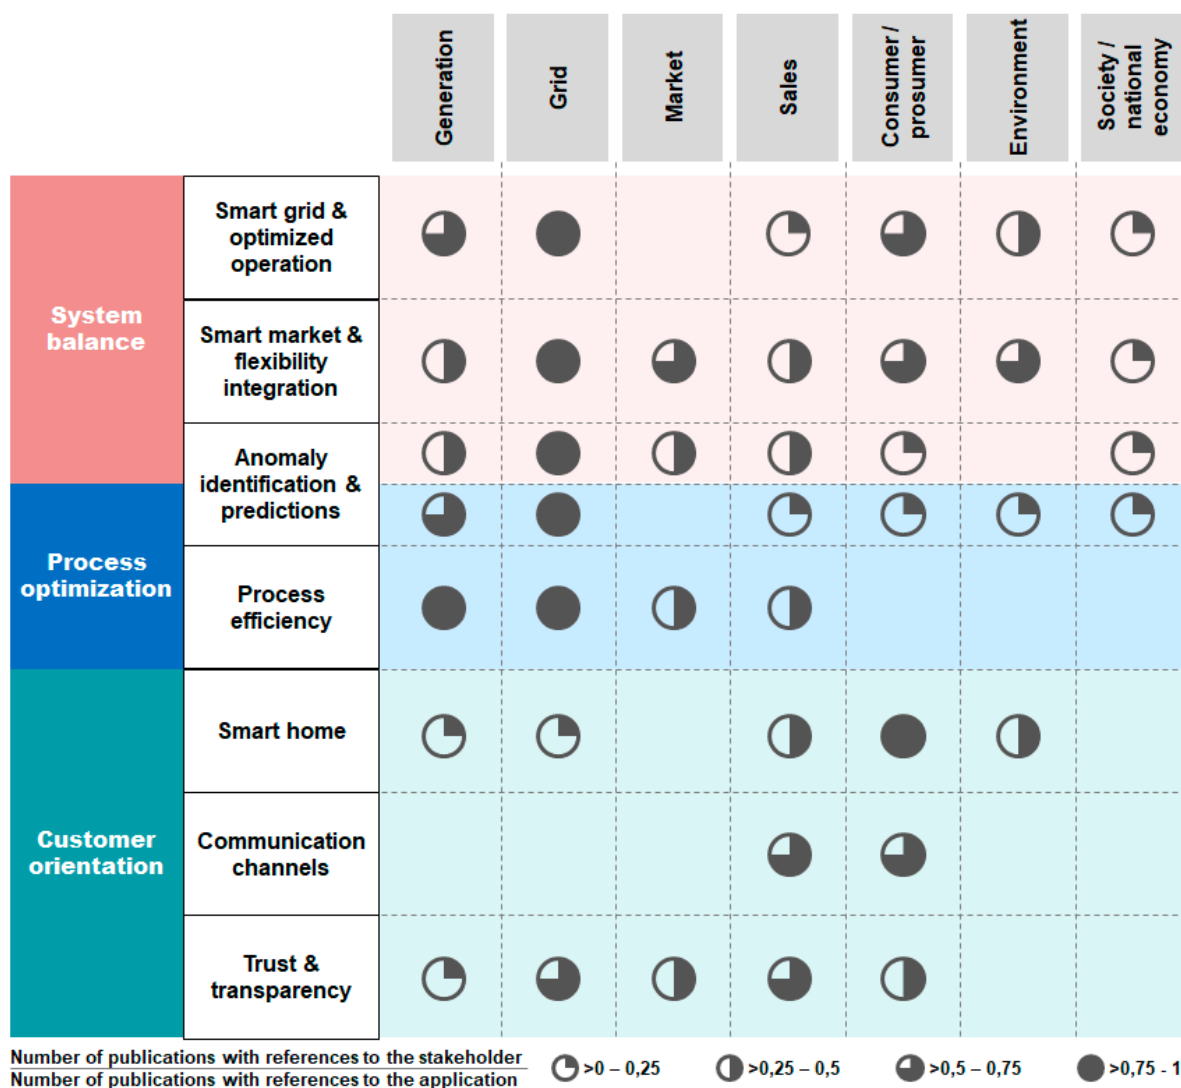 Generation
Grid
Market
Sales
Consumer /
prosumer
Environment
Society /
national
economy
System
balance
Smart grid &
optimized
operation
Smart market &
flexibility
integration
Anomaly
identification &
predictions
Process
optimization
Process
efficiency
Customer
orientation
Smart home
Communication
channels
Trust &
transparency
Number of publications with references to the stakeholder
Number of publications with references to the application
>0 – 0,25
>0,25 – 0,5
>0,5 – 0,75
>0,75 - 1